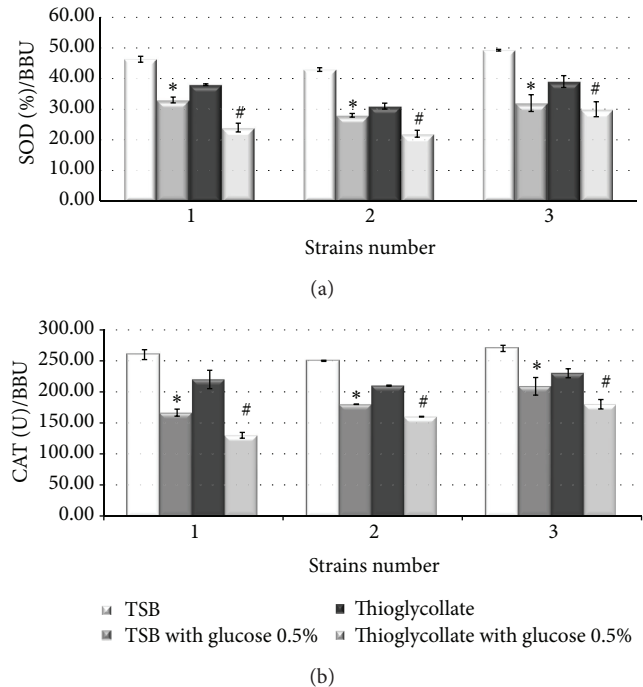 60.00
50.00
40.00
30.00
20.00
10.00
0.00
SOD (%)/BBU
* # * # * #
1 2 3
Strains number
(a)
300.00
250.00
200.00
150.00
100.00
50.00
0.00
CAT (U)/BBU
* # * # * #
1 2 3
Strains number
TSB
TSB with glucose 0.5%
Thioglycollate
Thioglycollate with glucose 0.5%
(b)